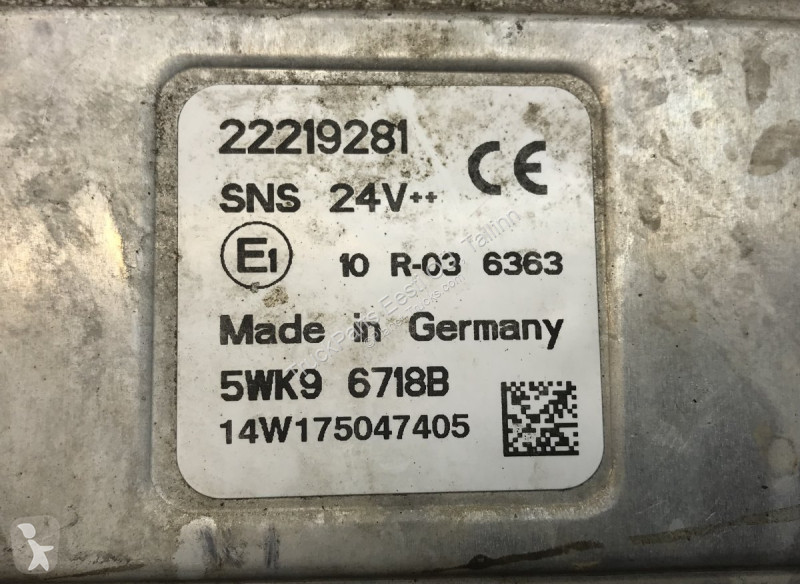 22219281
CE
SNS 24V++
E1 10 R-03 6363
Made in Germany
5WK9 6718B
14W175047405